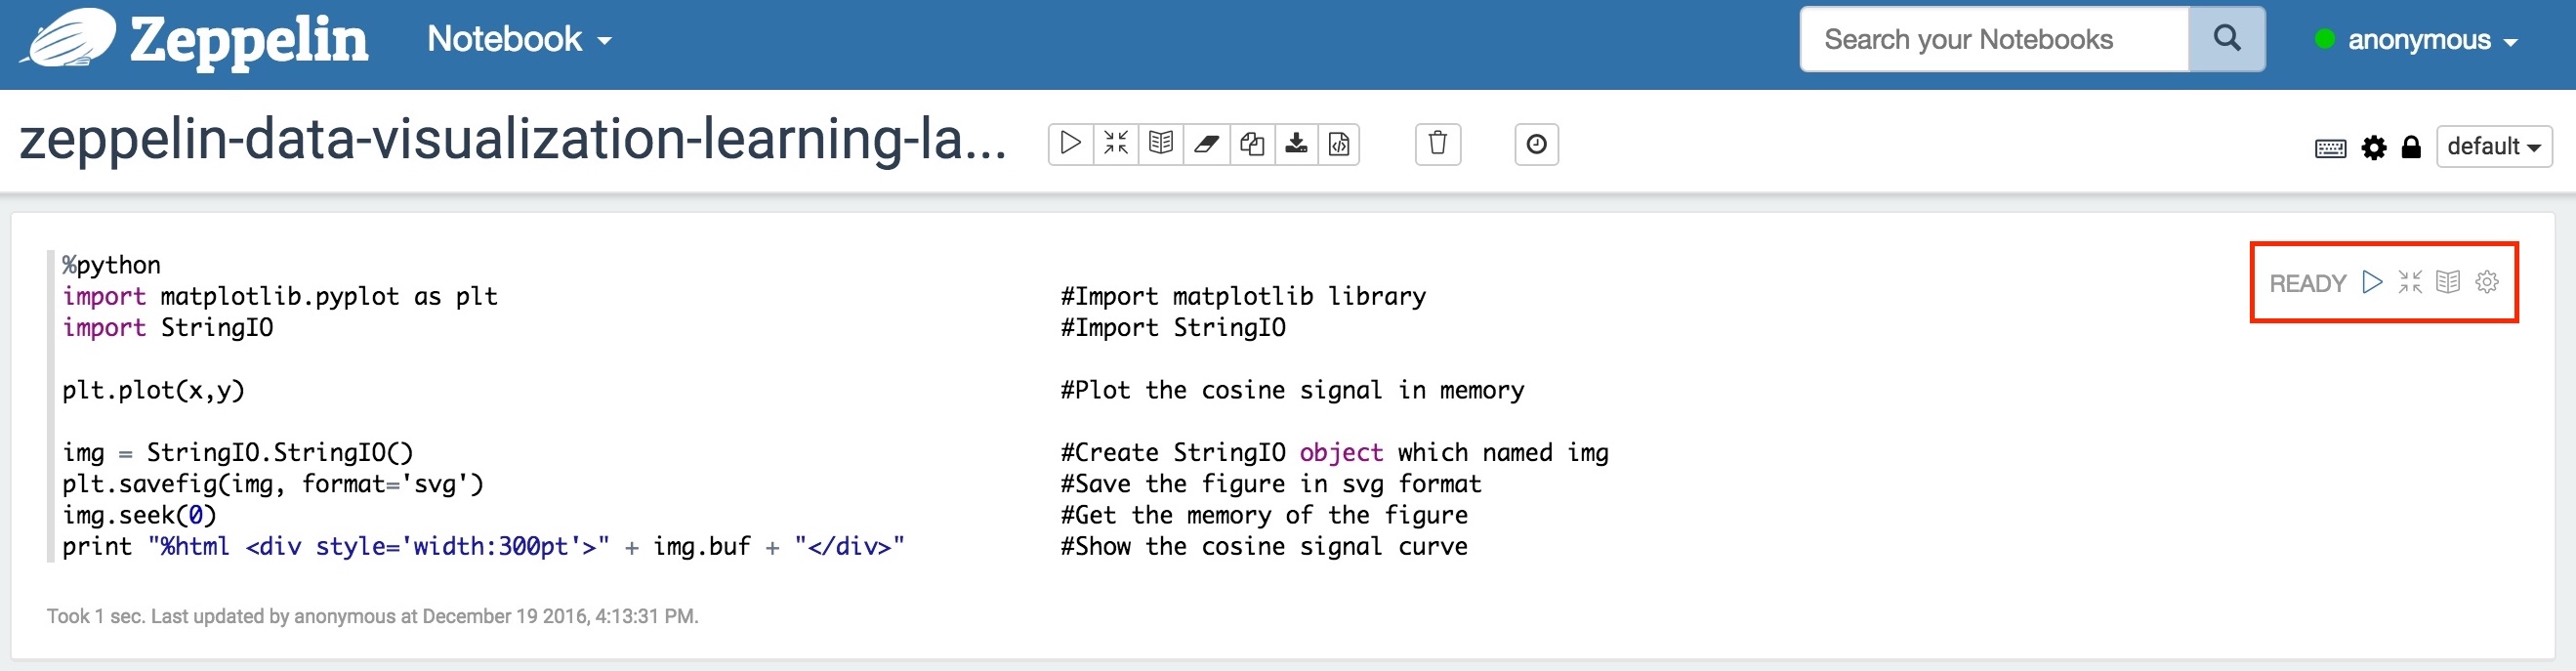 Zeppelin Notebook Search your Notebooks anonymous
zeppelin-data-visualization-learning-la... default
%python
READY
import matplotlib.pyplot as plt #Import matplotlib library
import StringIO #Import StringIO
plt.plot(x,y) #Plot the cosine signal in memory
img = StringIO.StringIO() #Create StringIO object which named img
plt.savefig(img, format='svg') #Save the figure in svg format
img.seek(0) #Get the memory of the figure
print "%html <div style='width:300pt'>" + img.buf + "</div>" #Show the cosine signal curve
Took 1 sec. Last updated by anonymous at December 19 2016, 4:13:31 PM.